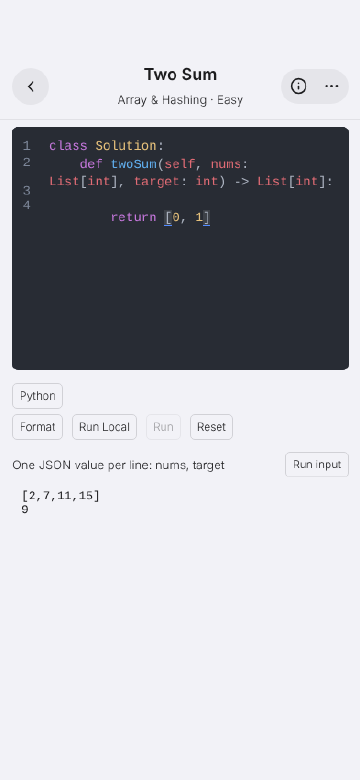 Two Sum
Array & Hashing · Easy
1 class Solution:
2     def twoSum(self, nums:
List[int], target: int) -> List[int]:
3
4         return [0, 1]
Python
Format Run Local Run Reset
One JSON value per line: nums, target Run input
[2,7,11,15]
9